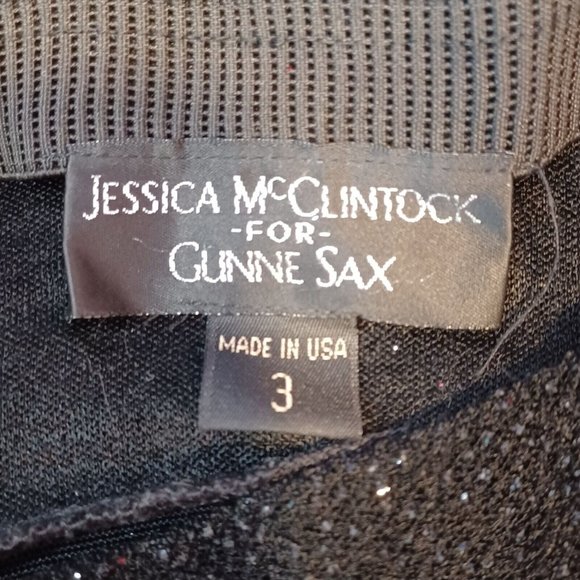 JESSICA MCCLINTOCK
-FOR-
GUNNE SAX
MADE IN USA
3